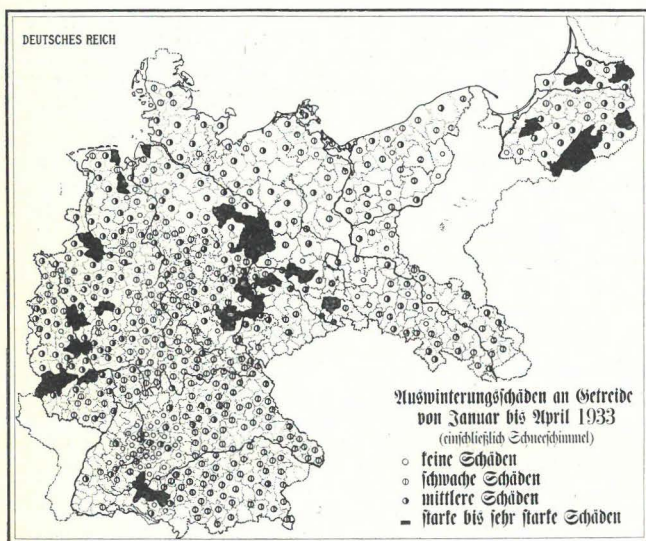 DEUTSCHES REICH
Auswinterungsschäden an Getreide
von Januar bis April 1933
(einschließlich Schneeschimmel)
keine Schäden
schwache Schäden
mittlere Schäden
starke bis sehr starke Schäden